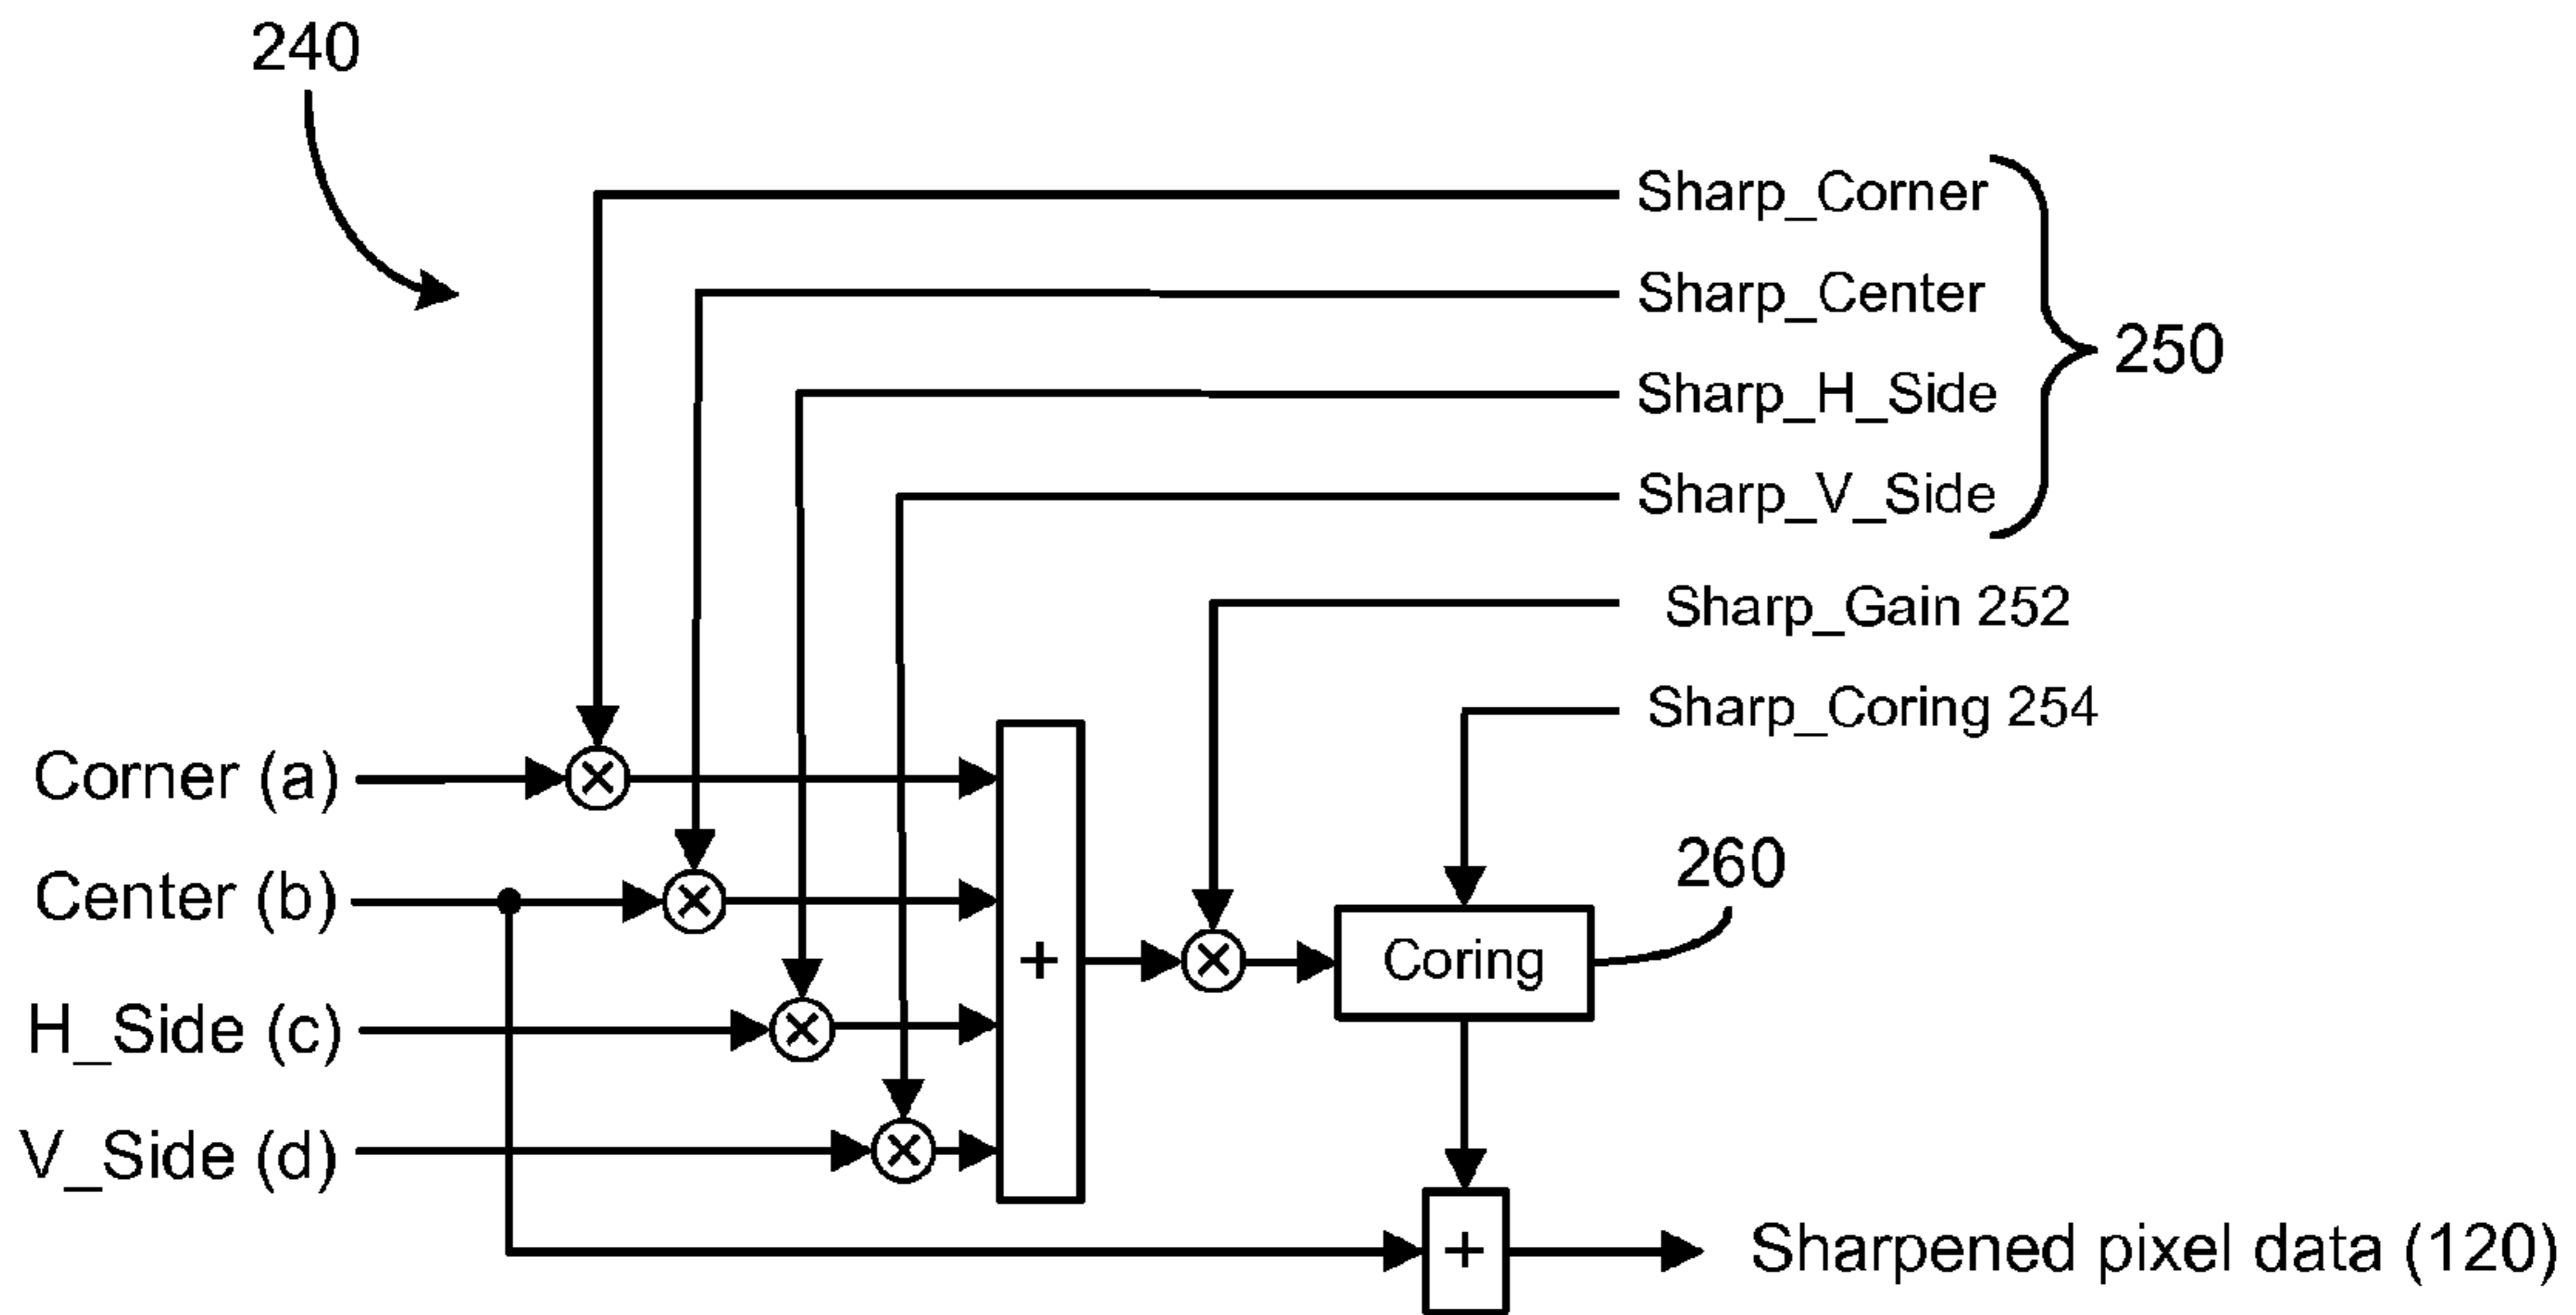 240
Sharp_Corner
Sharp_Center
250
Sharp_H_Side
Sharp_V_Side
Sharp_Gain 252
Sharp_Coring 254
Corner (a)
260
Center (b)
+
Coring
H_Side (c)
V_Side (d)
+
Sharpened pixel data (120)